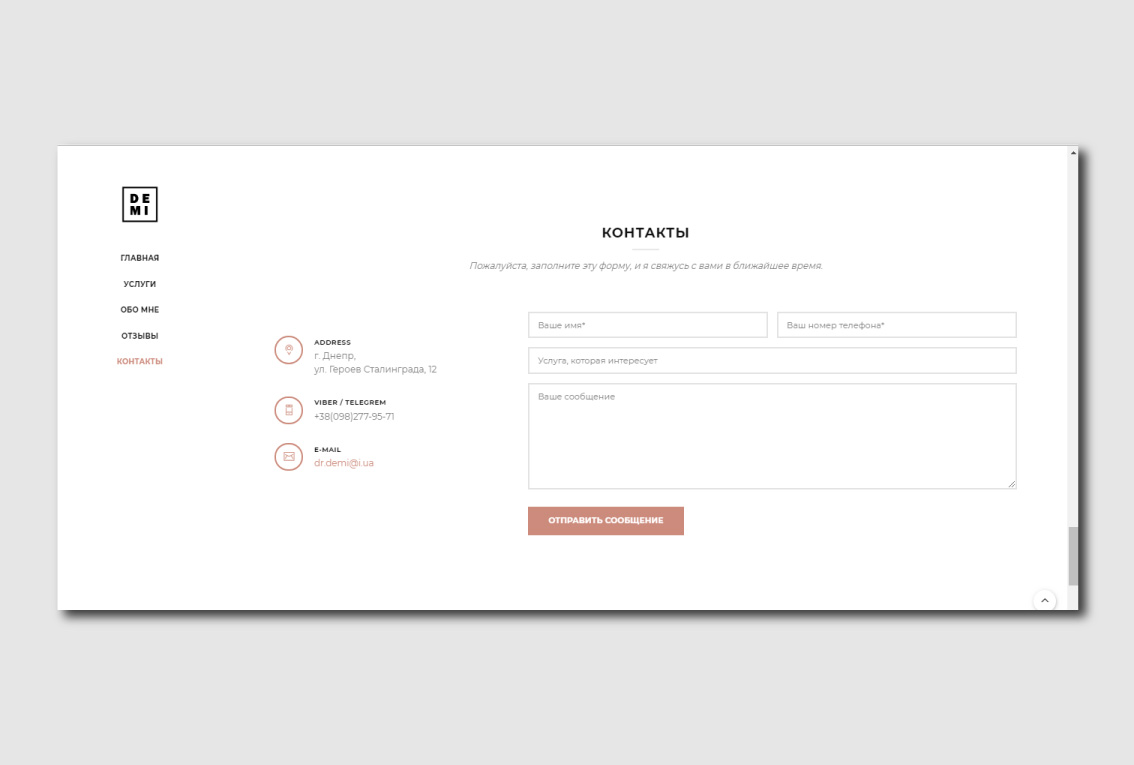 DE
MI
ГЛАВНАЯ
УСЛУГИ
ОБО МНЕ
ОТЗЫВЫ
КОНТАКТЫ
КОНТАКТЫ
Пожалуйста, заполните эту форму, и я свяжусь с вами в ближайшее время.
ADDRESS
г. Днепр,
ул. Героев Сталинграда, 12
VIBER / TELEGREM
+38(098)277-95-71
E-MAIL
dr.demi@i.ua
Ваше имя*
Ваш номер телефона*
Услуга, которая интересует
Ваше сообщение
ОТПРАВИТЬ СООБЩЕНИЕ